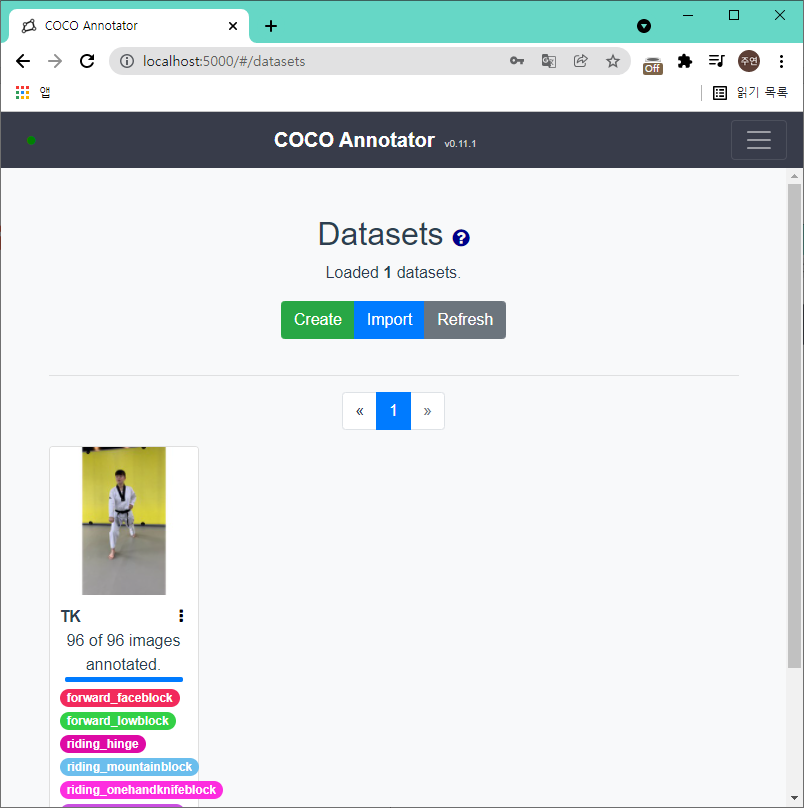 COCO Annotator
localhost:5000/#/datasets
Off
주연
앱
읽기 목록
COCO Annotator v0.11.1
Datasets ?
Loaded 1 datasets.
Create Import Refresh
« 1 »
TK
96 of 96 images
annotated.
forward_faceblock
forward_lowblock
riding_hinge
riding_mountainblock
riding_onehandknifeblock